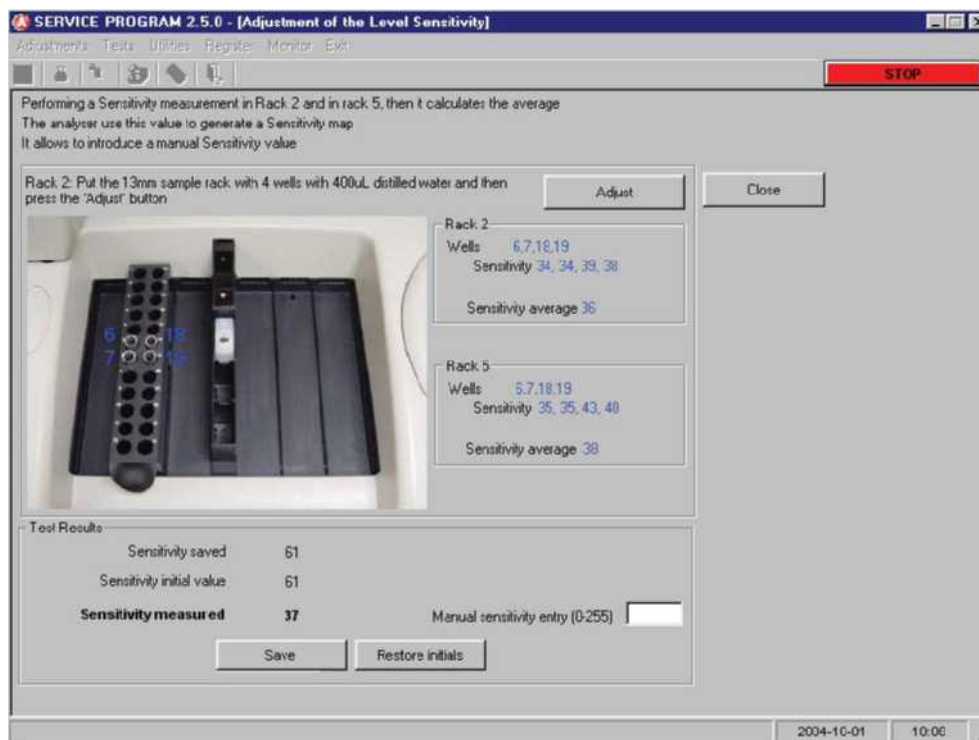 SERVICE PROGRAM 2.5.0 - [Adjustment of the Level Sensitivity]
Adjustments Tests Utilities Register Monitor Exit
STOP
Performing a Sensitivity measurement in Rack 2 and in rack 5, then it calculates the average
The analyser use this value to generate a Sensitivity map
It allows to introduce a manual Sensitivity value
Rack 2: Put the 13mm sample rack with 4 wells with 400uL distilled water and then
press the 'Adjust' button
Adjust
Close
Rack 2
Wells 6,7,18,19
Sensitivity 34, 34, 39, 38
Sensitivity average 36
6 18
7 19
Rack 5
Wells 6,7,18,19
Sensitivity 35, 35, 43, 40
Sensitivity average 38
Test Results
Sensitivity saved 61
Sensitivity initial value 61
Sensitivity measured 37
Manual sensitivity entry (0-255)
Save
Restore initials
2004-10-01 10:06